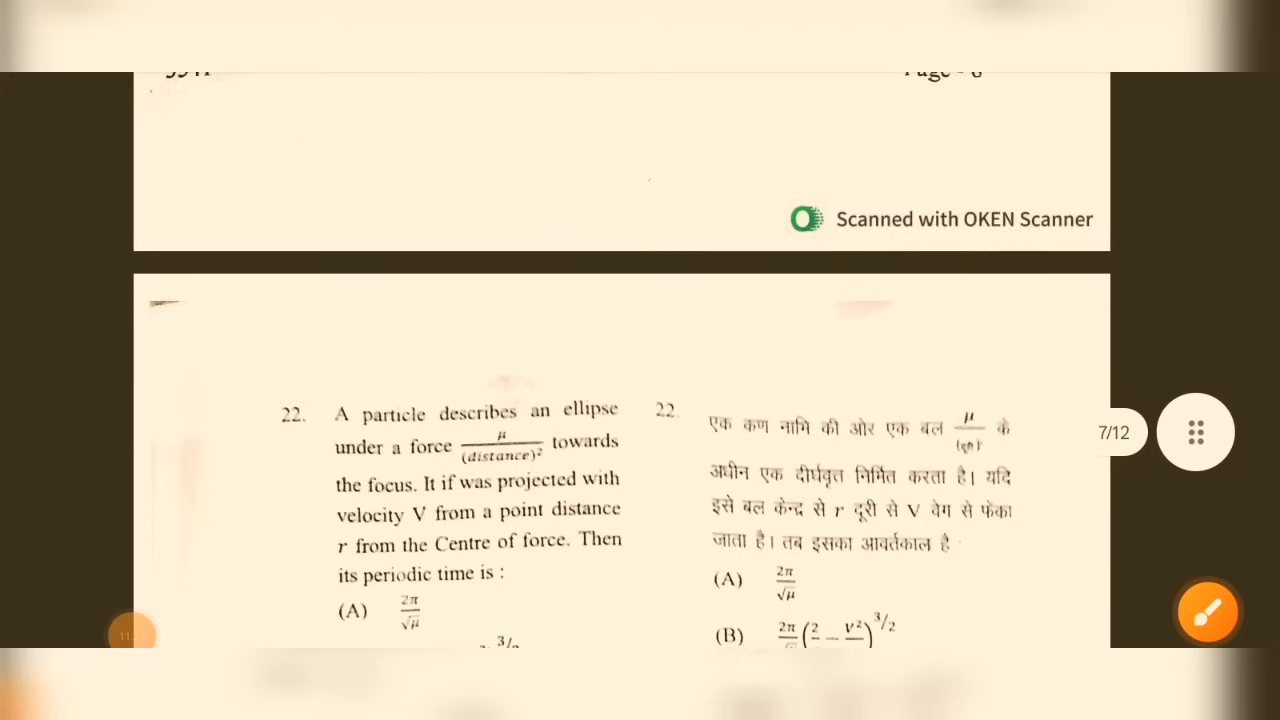 Scanned with OKEN Scanner
22. A particle describes an ellipse
under a force μ/(distance)² towards
the focus. It if was projected with
velocity V from a point distance
r from the Centre of force. Then
its periodic time is :
(A) 2π/√μ
22. एक कण नाभि की ओर एक बल μ/(दूरी)² के
अधीन एक दीर्घवृत्त निर्मित करता है। यदि
इसे बल केन्द्र से r दूरी से V वेग से फेंका
जाता है। तब इसका आवर्तकाल है
(A) 2π/√μ
(B)
7/12